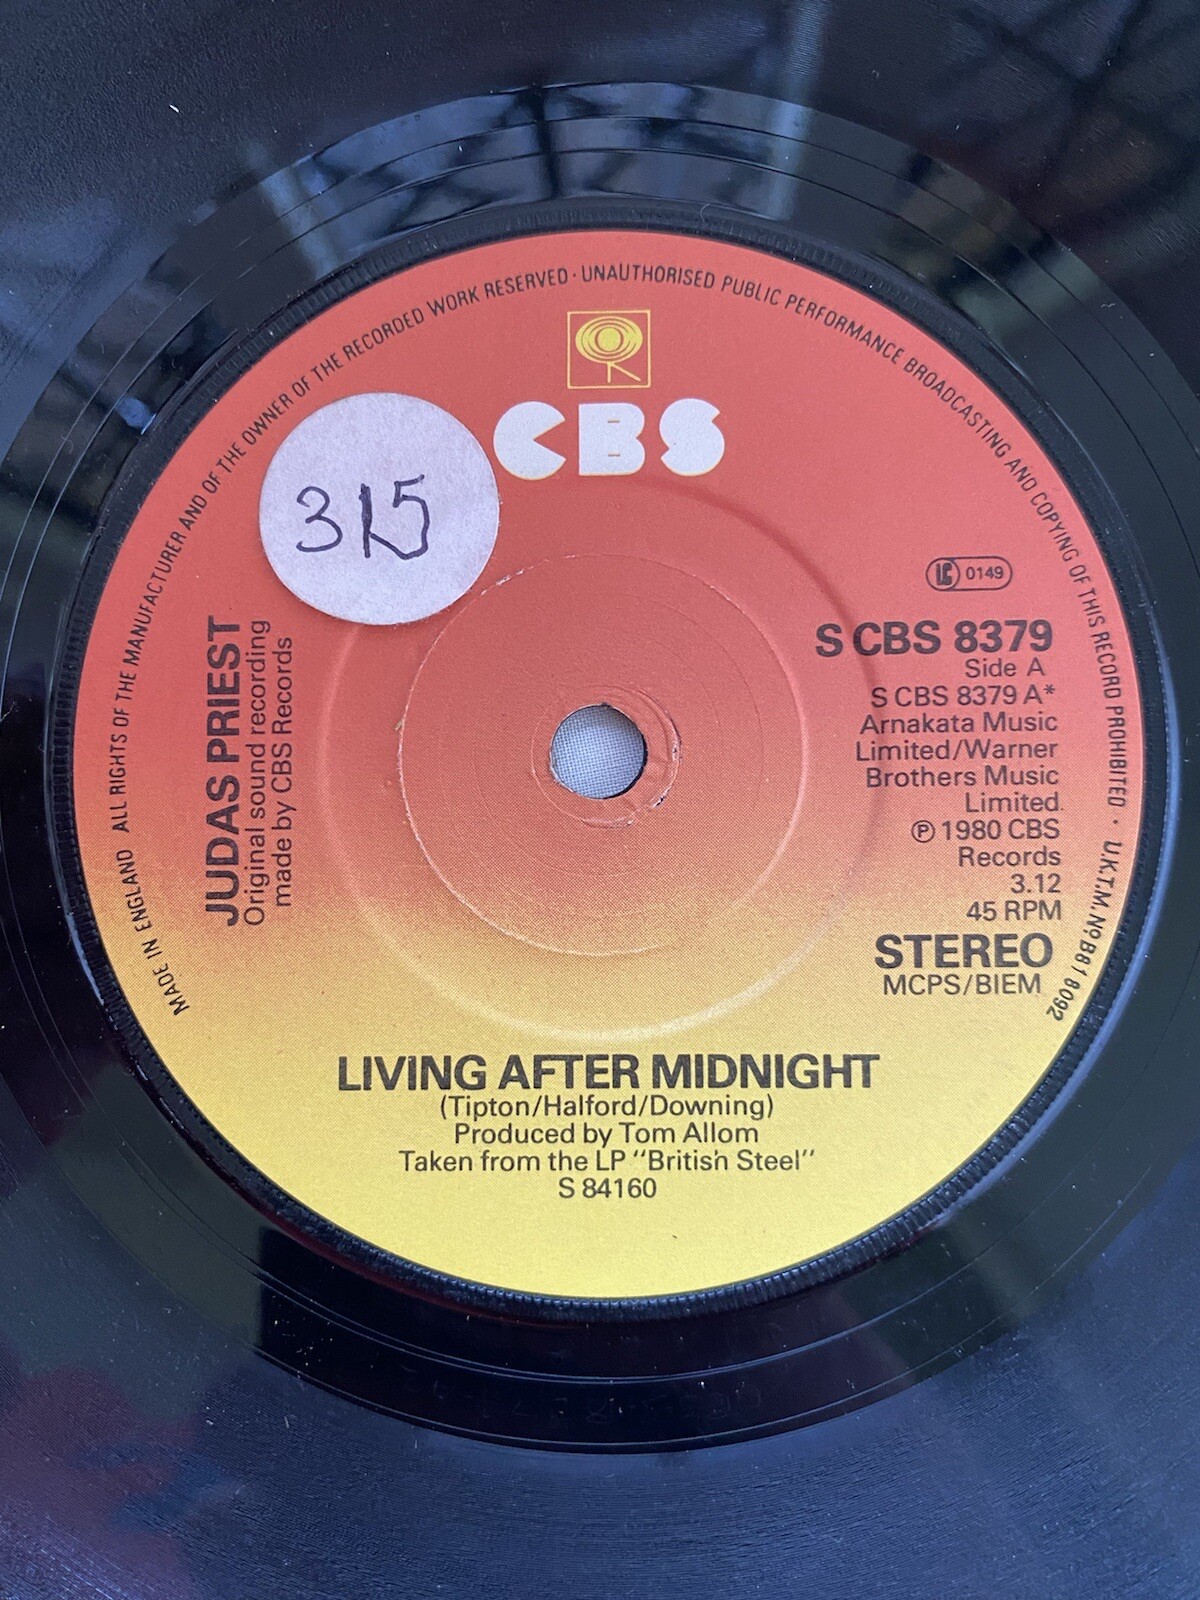 MADE IN ENGLAND ALL RIGHTS OF THE MANUFACTURER AND OF THE OWNER OF THE RECORDED WORK RESERVED · UNAUTHORISED PUBLIC PERFORMANCE BROADCASTING AND COPYING OF THIS RECORD PROHIBITED · U.K.T.M. No B818092
CBS
315
LC 0149
JUDAS PRIEST
Original sound recording
made by CBS Records
S CBS 8379
Side A
S CBS 8379 A*
Arnakata Music
Limited/Warner
Brothers Music
Limited.
℗ 1980 CBS
Records
3.12
45 RPM
STEREO
MCPS/BIEM
LIVING AFTER MIDNIGHT
(Tipton/Halford/Downing)
Produced by Tom Allom
Taken from the LP "British Steel"
S 84160